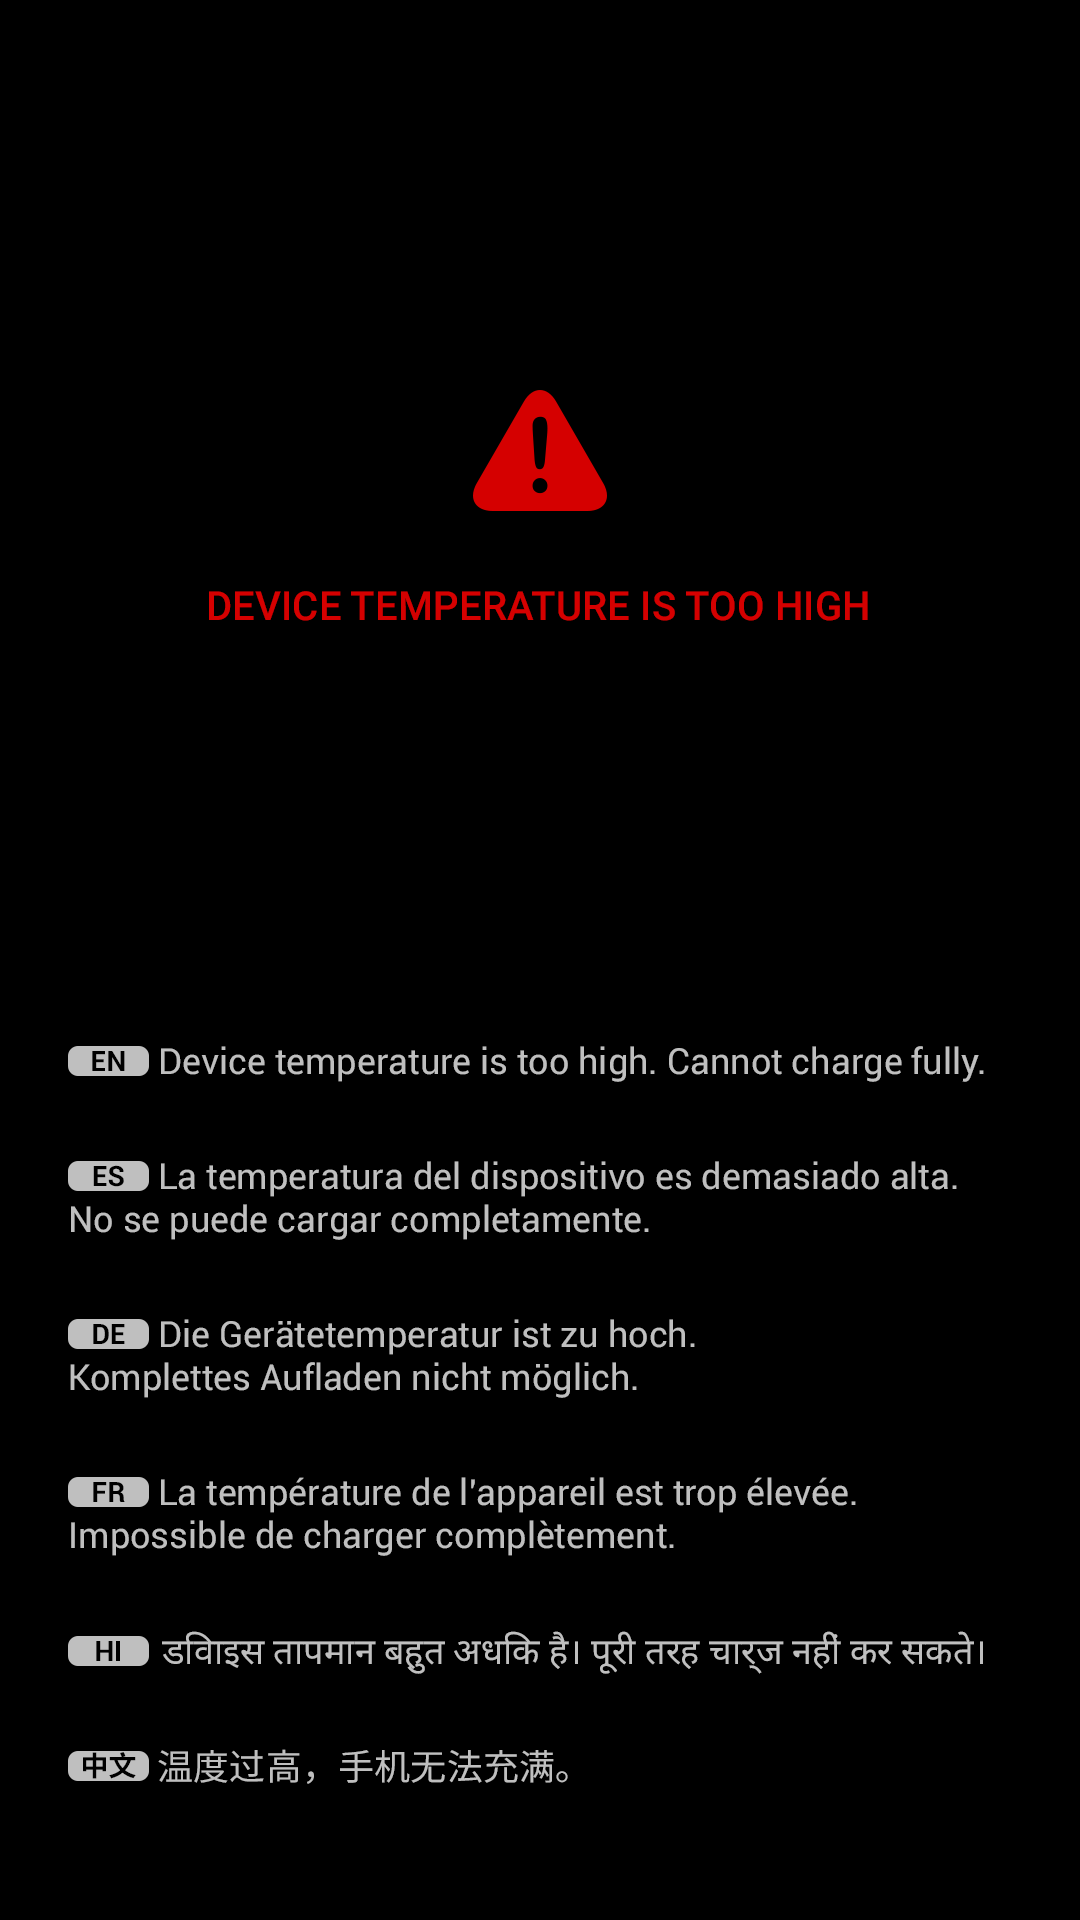 DEVICE TEMPERATURE IS TOO HIGH
EN Device temperature is too high. Cannot charge fully.
ES La temperatura del dispositivo es demasiado alta.
No se puede cargar completamente.
DE Die Gerätetemperatur ist zu hoch.
Komplettes Aufladen nicht möglich.
FR La température de l'appareil est trop élevée.
Impossible de charger complètement.
HI डिवाइस तापमान बहुत अधिक है। पूरी तरह चार्ज नहीं कर सकते।
中文 温度过高，手机无法充满。